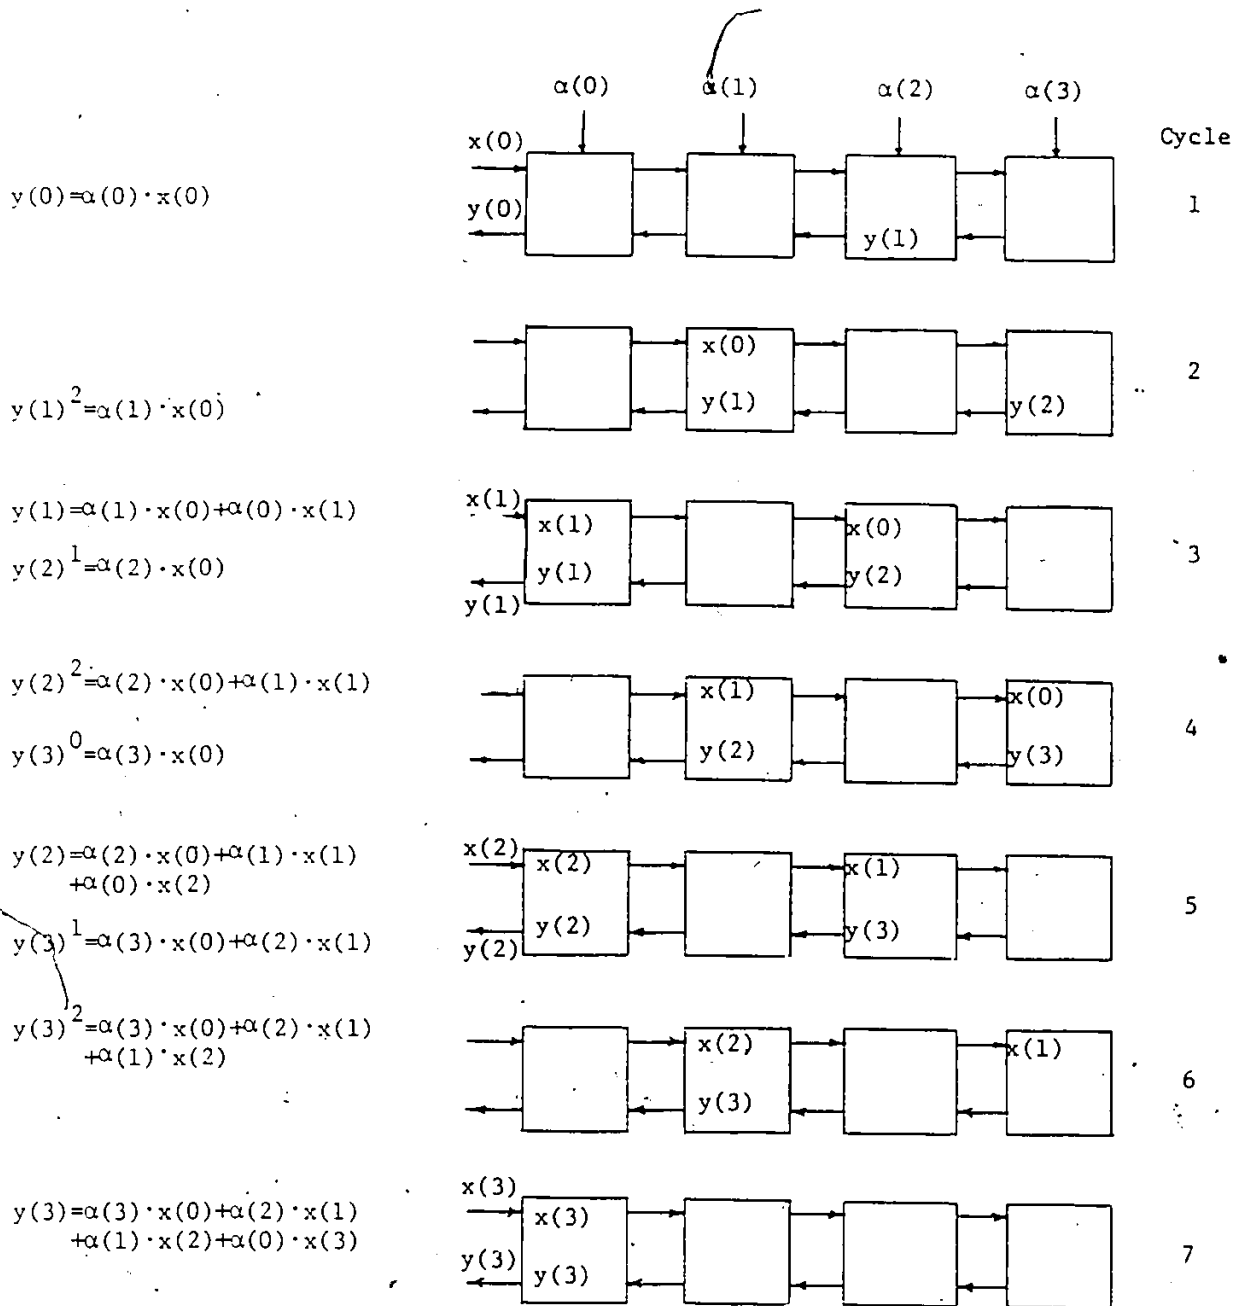 α(0) α(1) α(2) α(3)
Cycle
x(0)
y(0)=α(0)·x(0)
y(0)
y(1)
1
x(0)
y(1)²=α(1)·x(0)
y(1)
y(2)
2
x(1)
y(1)=α(1)·x(0)+α(0)·x(1)
x(1)
x(0)
y(2)¹=α(2)·x(0)
y(1)
y(2)
y(1)
3
y(2)²=α(2)·x(0)+α(1)·x(1)
x(1)
x(0)
y(3)⁰=α(3)·x(0)
y(2)
y(3)
4
y(2)=α(2)·x(0)+α(1)·x(1)
+α(0)·x(2)
x(2)
x(2)
x(1)
y(3)¹=α(3)·x(0)+α(2)·x(1)
y(2)
y(3)
y(2)
5
y(3)²=α(3)·x(0)+α(2)·x(1)
+α(1)·x(2)
x(2)
x(1)
y(3)
6
x(3)
y(3)=α(3)·x(0)+α(2)·x(1)
+α(1)·x(2)+α(0)·x(3)
x(3)
y(3)
y(3)
7